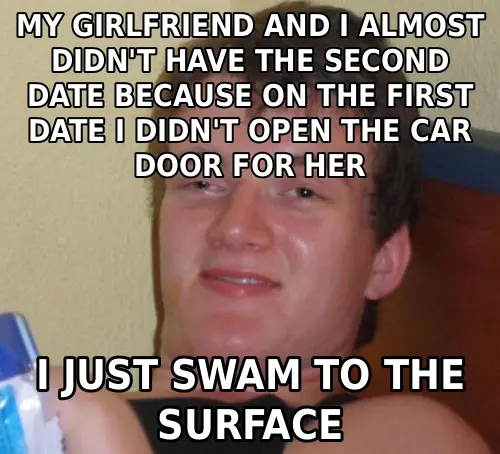 MY GIRLFRIEND AND I ALMOST
DIDN'T HAVE THE SECOND
DATE BECAUSE ON THE FIRST
DATE I DIDN'T OPEN THE CAR
DOOR FOR HER
I JUST SWAM TO THE
SURFACE